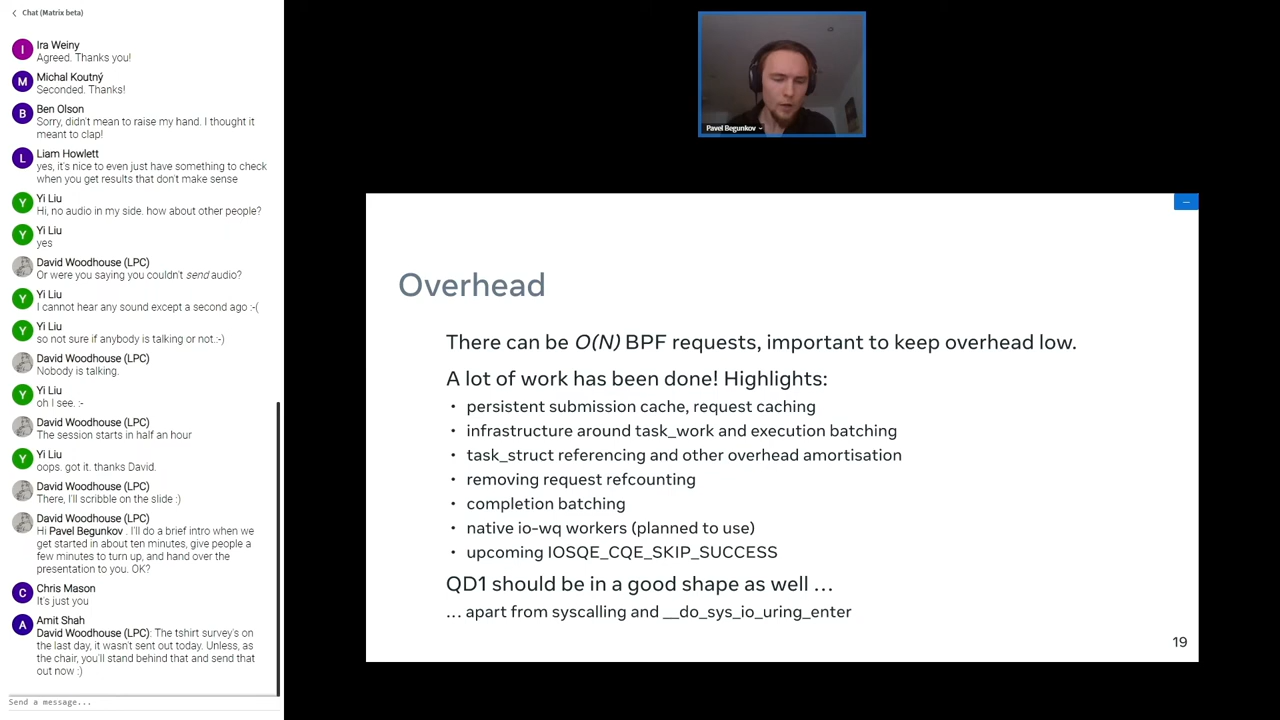 Chat (Matrix beta)
I
Ira Weiny
Agreed. Thanks you!
M
Michal Koutný
Seconded. Thanks!
B
Ben Olson
Sorry, didn't mean to raise my hand. I thought it
meant to clap!
L
Liam Howlett
yes, it's nice to even just have something to check
when you get results that don't make sense
Y
Yi Liu
Hi, no audio in my side. how about other people?
Y
Yi Liu
yes
David Woodhouse (LPC)
Or were you saying you couldn't send audio?
Y
Yi Liu
I cannot hear any sound except a second ago :-(
Y
Yi Liu
so not sure if anybody is talking or not.:-)
David Woodhouse (LPC)
Nobody is talking.
Y
Yi Liu
oh I see. :-
David Woodhouse (LPC)
The session starts in half an hour
Y
Yi Liu
oops. got it. thanks David.
David Woodhouse (LPC)
There, I'll scribble on the slide :)
David Woodhouse (LPC)
Hi Pavel Begunkov . I'll do a brief intro when we
get started in about ten minutes, give people a
few minutes to turn up, and hand over the
presentation to you. OK?
C
Chris Mason
It's just you
A
Amit Shah
David Woodhouse (LPC): The tshirt survey's on
the last day, it wasn't sent out today. Unless, as
the chair, you'll stand behind that and send that
out now :)
Send a message...
Pavel Begunkov
Overhead
There can be O(N) BPF requests, important to keep overhead low.
A lot of work has been done! Highlights:
• persistent submission cache, request caching
• infrastructure around task_work and execution batching
• task_struct referencing and other overhead amortisation
• removing request refcounting
• completion batching
• native io-wq workers (planned to use)
• upcoming IOSQE_CQE_SKIP_SUCCESS
QD1 should be in a good shape as well …
… apart from syscalling and __do_sys_io_uring_enter
19